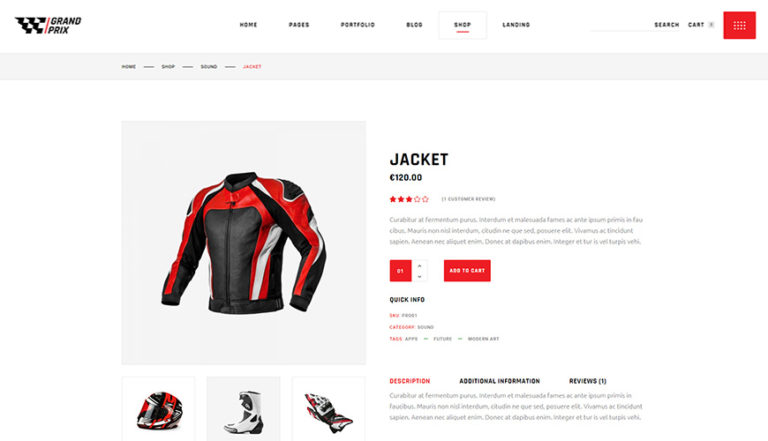 GRAND
PRIX
HOME PAGES PORTFOLIO BLOG SHOP LANDING
SEARCH CART 0
HOME — SHOP — SOUND — JACKET
JACKET
€120.00
(1 CUSTOMER REVIEW)
Curabitur at fermentum purus. Interdum et malesuada fames ac ante ipsum primis in fau
cibus. Mauris non nisl interdum, citudin ne que sed, posuere elit. Vivamus ac tincidunt
sapien. Aenean nec aliquet enim. Donec at dapibus enim. Integer et tur is vel turpis vehi.
01 ADD TO CART
QUICK INFO
SKU: PR061
CATEGORY: SOUND
TAGS: APPS — FUTURE — MODERN ART
DESCRIPTION ADDITIONAL INFORMATION REVIEWS (1)
Curabitur at fermentum purus. Interdum et malesuada fames ac ante ipsum primis in
faucibus. Mauris non nisl interdum, citudin ne que sed, posuere elit. Vivamus ac tincidunt
sapien. Aenean nec aliquet enim. Donec at dapibus enim. Integer et tur is vel turpis vehi.